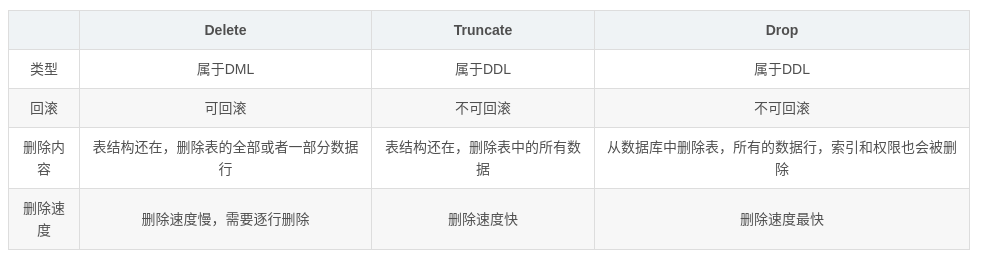 Delete Truncate Drop
类型 属于DML 属于DDL 属于DDL
回滚 可回滚 不可回滚 不可回滚
删除内 表结构还在，删除表的全部或者一部分数据 表结构还在，删除表中的所有数 从数据库中删除表，所有的数据行，索引和权限也会被删
容 行 据 除
删除速
度 删除速度慢，需要逐行删除 删除速度快 删除速度最快